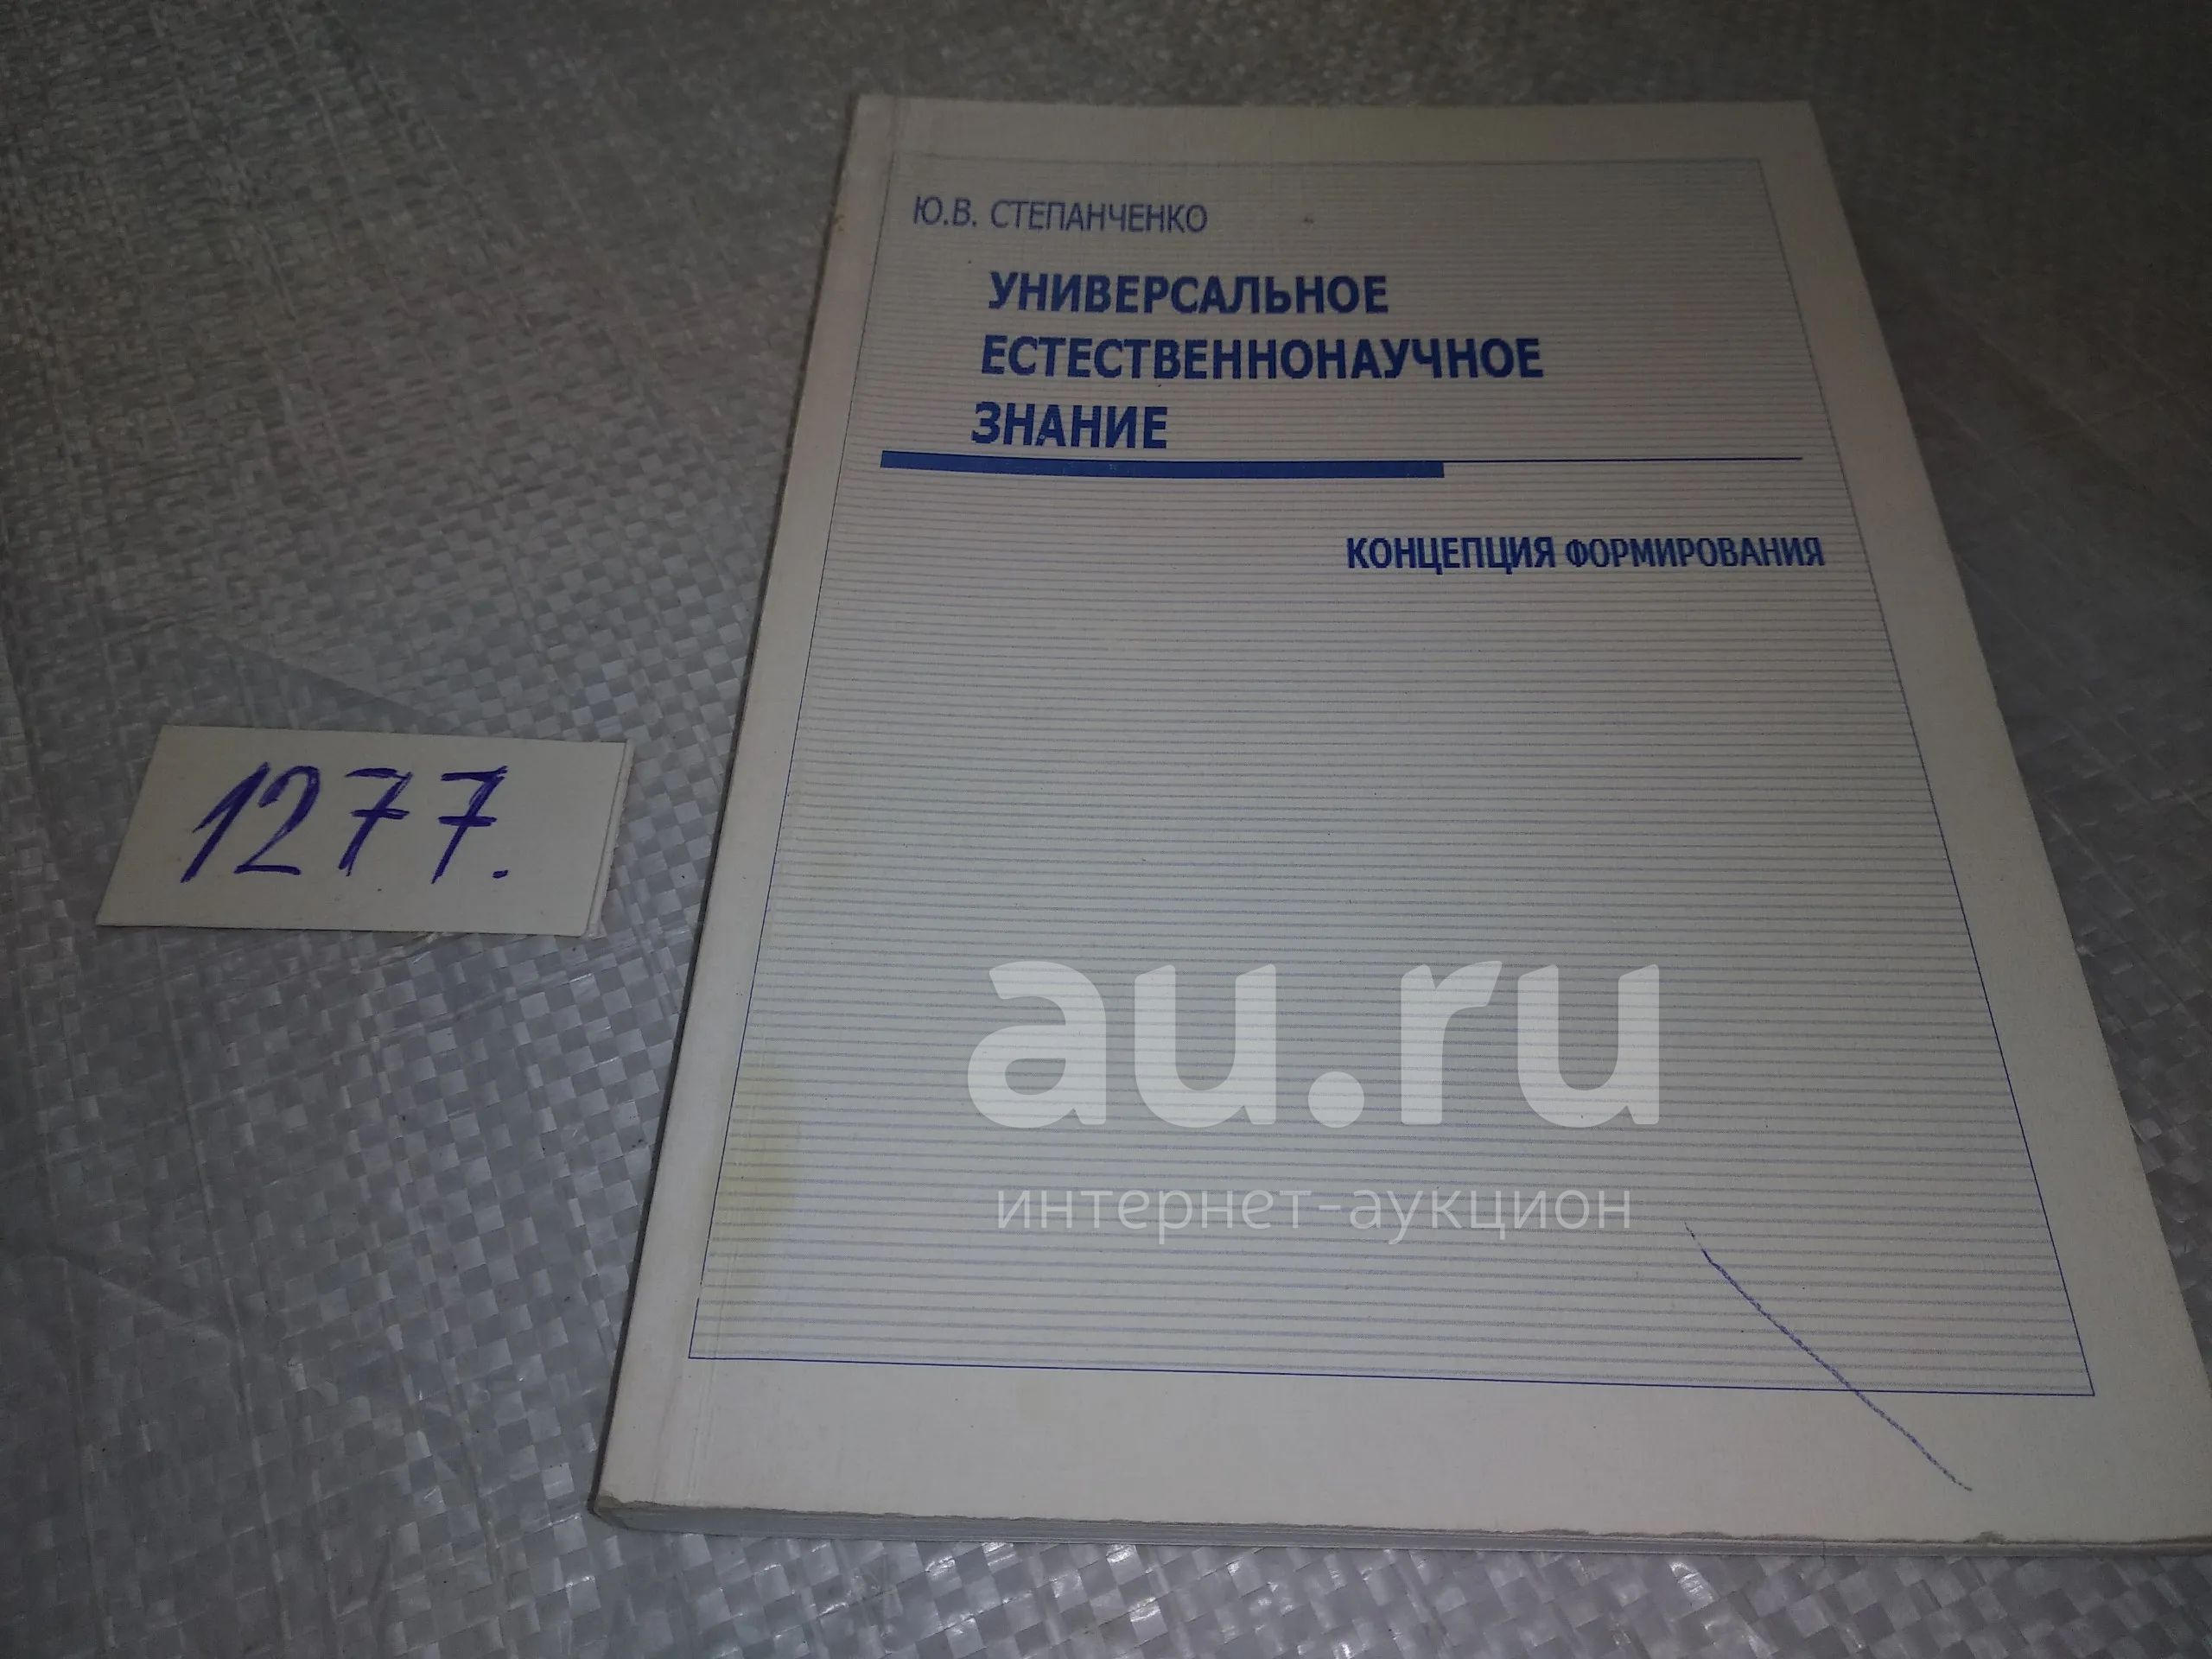 Ю.В. СТЕПАНЧЕНКО
УНИВЕРСАЛЬНОЕ
ЕСТЕСТВЕННОНАУЧНОЕ
ЗНАНИЕ
КОНЦЕПЦИЯ ФОРМИРОВАНИЯ
1277.
au.ru
интернет-аукцион